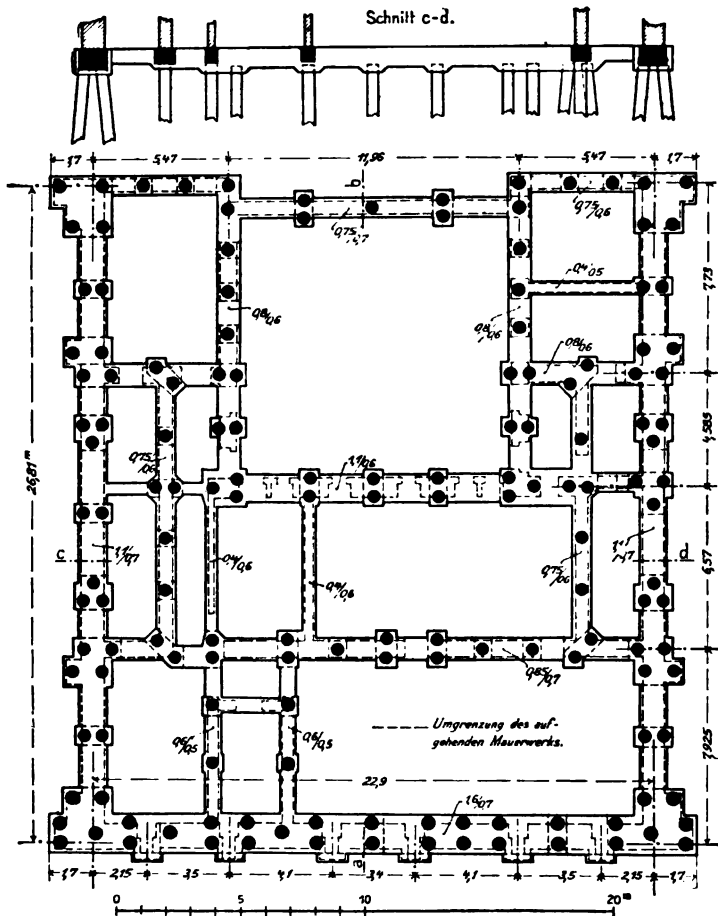 Schnitt c-d.
1,7 5,47 11,96 5,47 1,7
b
0,75/0,7
0,75/0,6
0,4/0,5
7,73
0,8/0,6
0,8/0,6
0,8/0,6
4,585
26,81 m
0,75/0,6
1,1/0,6
c
d
1,1/0,7
0,4/0,6
0,4/0,6
0,75/0,6
1,1/0,7
6,57
0,85/0,7
0,6/0,5
0,6/0,5
Umgrenzung des auf-
gehenden Mauerwerks.
7,925
22,9
1,6/0,7
a
1,7 2,15 3,5 4,1 3,4 4,1 3,5 2,15 1,7
0 5 10 20 m